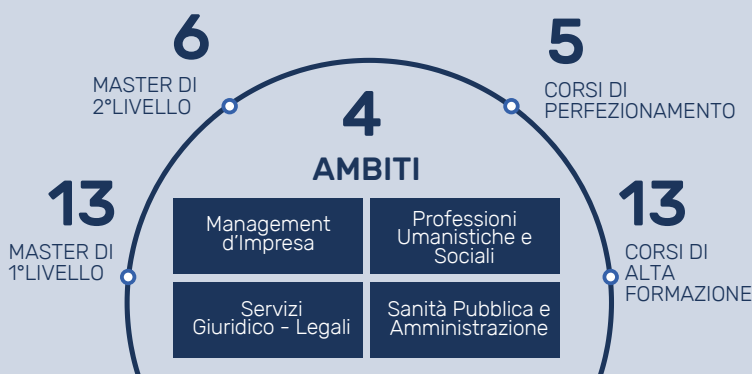 6
MASTER DI
2°LIVELLO
5
CORSI DI
PERFEZIONAMENTO
4
AMBITI
13
MASTER DI
1°LIVELLO
Management
d'Impresa
Professioni
Umanistiche e
Sociali
Servizi
Giuridico - Legali
Sanità Pubblica e
Amministrazione
13
CORSI DI
ALTA
FORMAZIONE